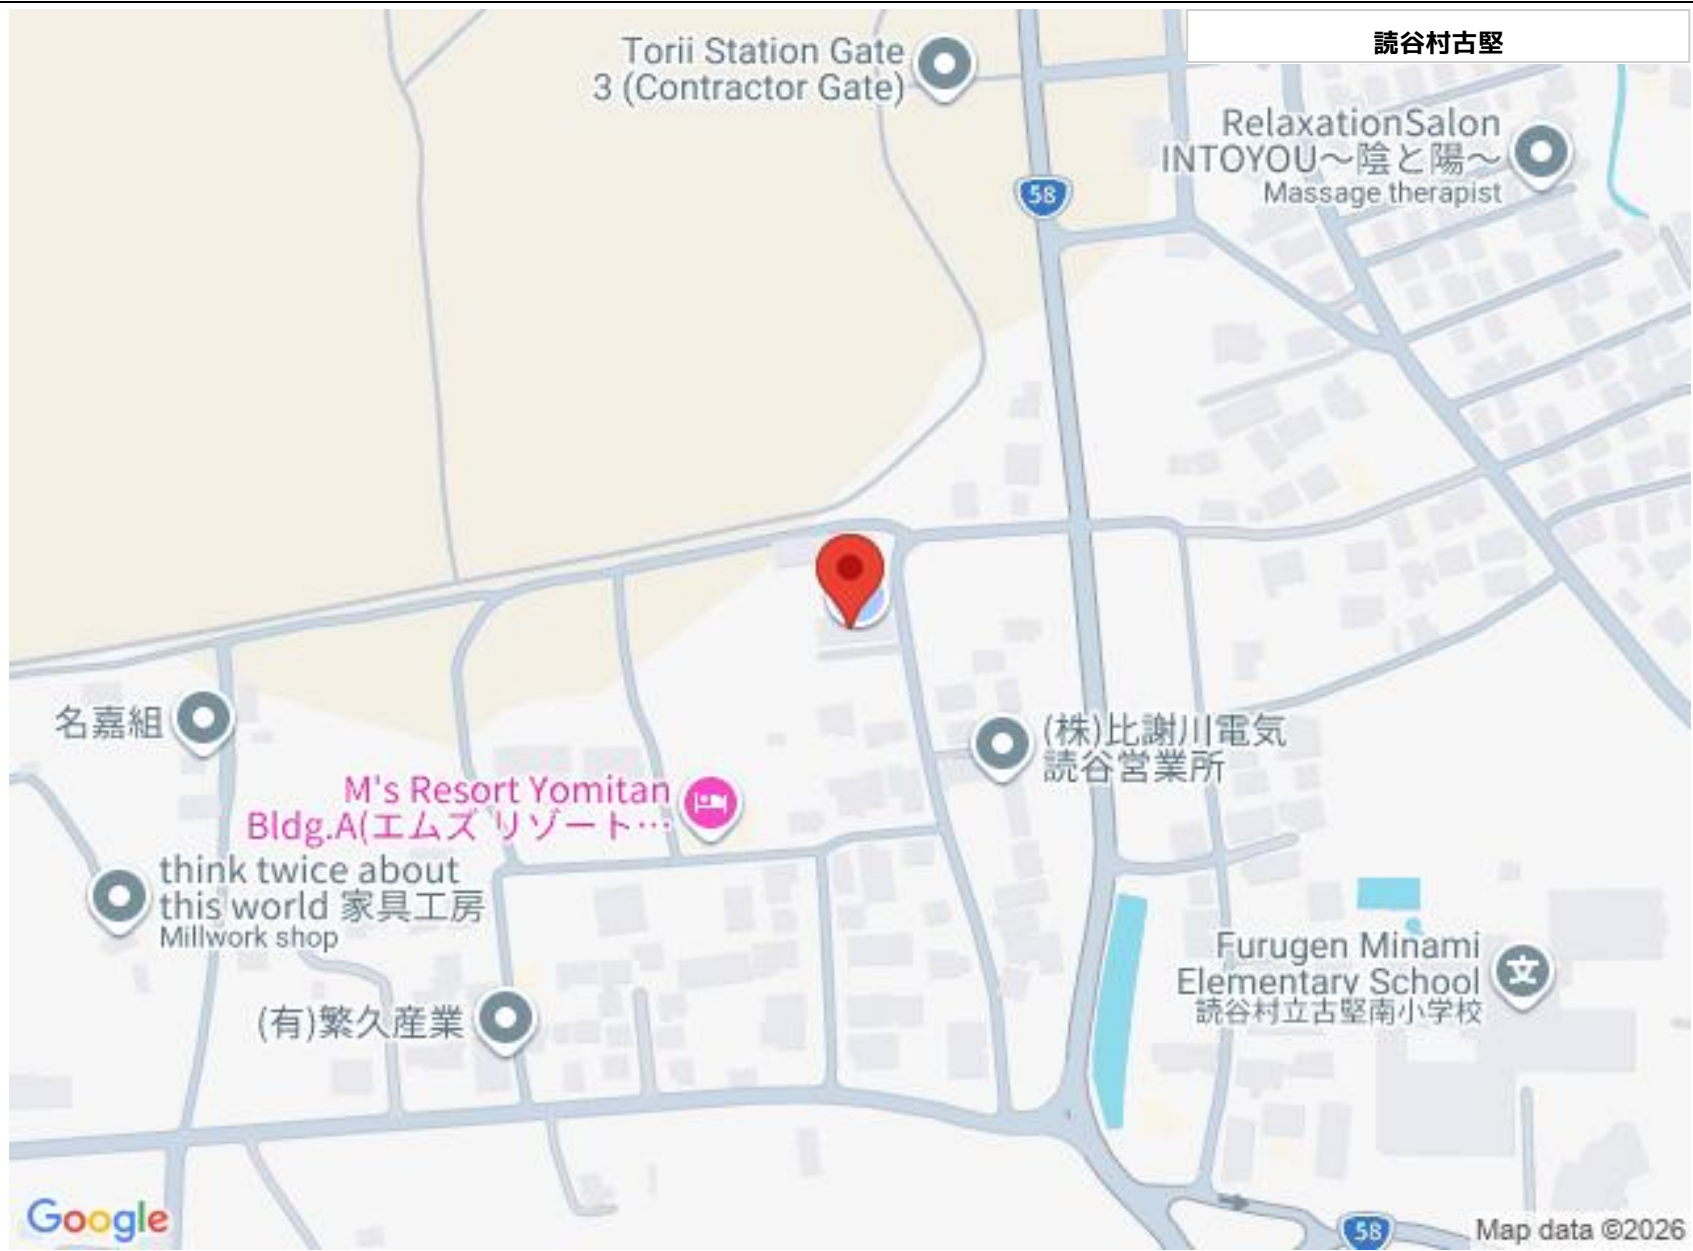 読谷村古堅
Torii Station Gate
3 (Contractor Gate)
RelaxationSalon
INTOYOU～陰と陽～
Massage therapist
58
名嘉組
(株)比謝川電気
読谷営業所
M's Resort Yomitan
Bldg.A(エムズ リゾート…
think twice about
this world 家具工房
Millwork shop
Furugen Minami
Elementary School
読谷村立古堅南小学校
(有)繁久産業
Google
58
Map data ©2026